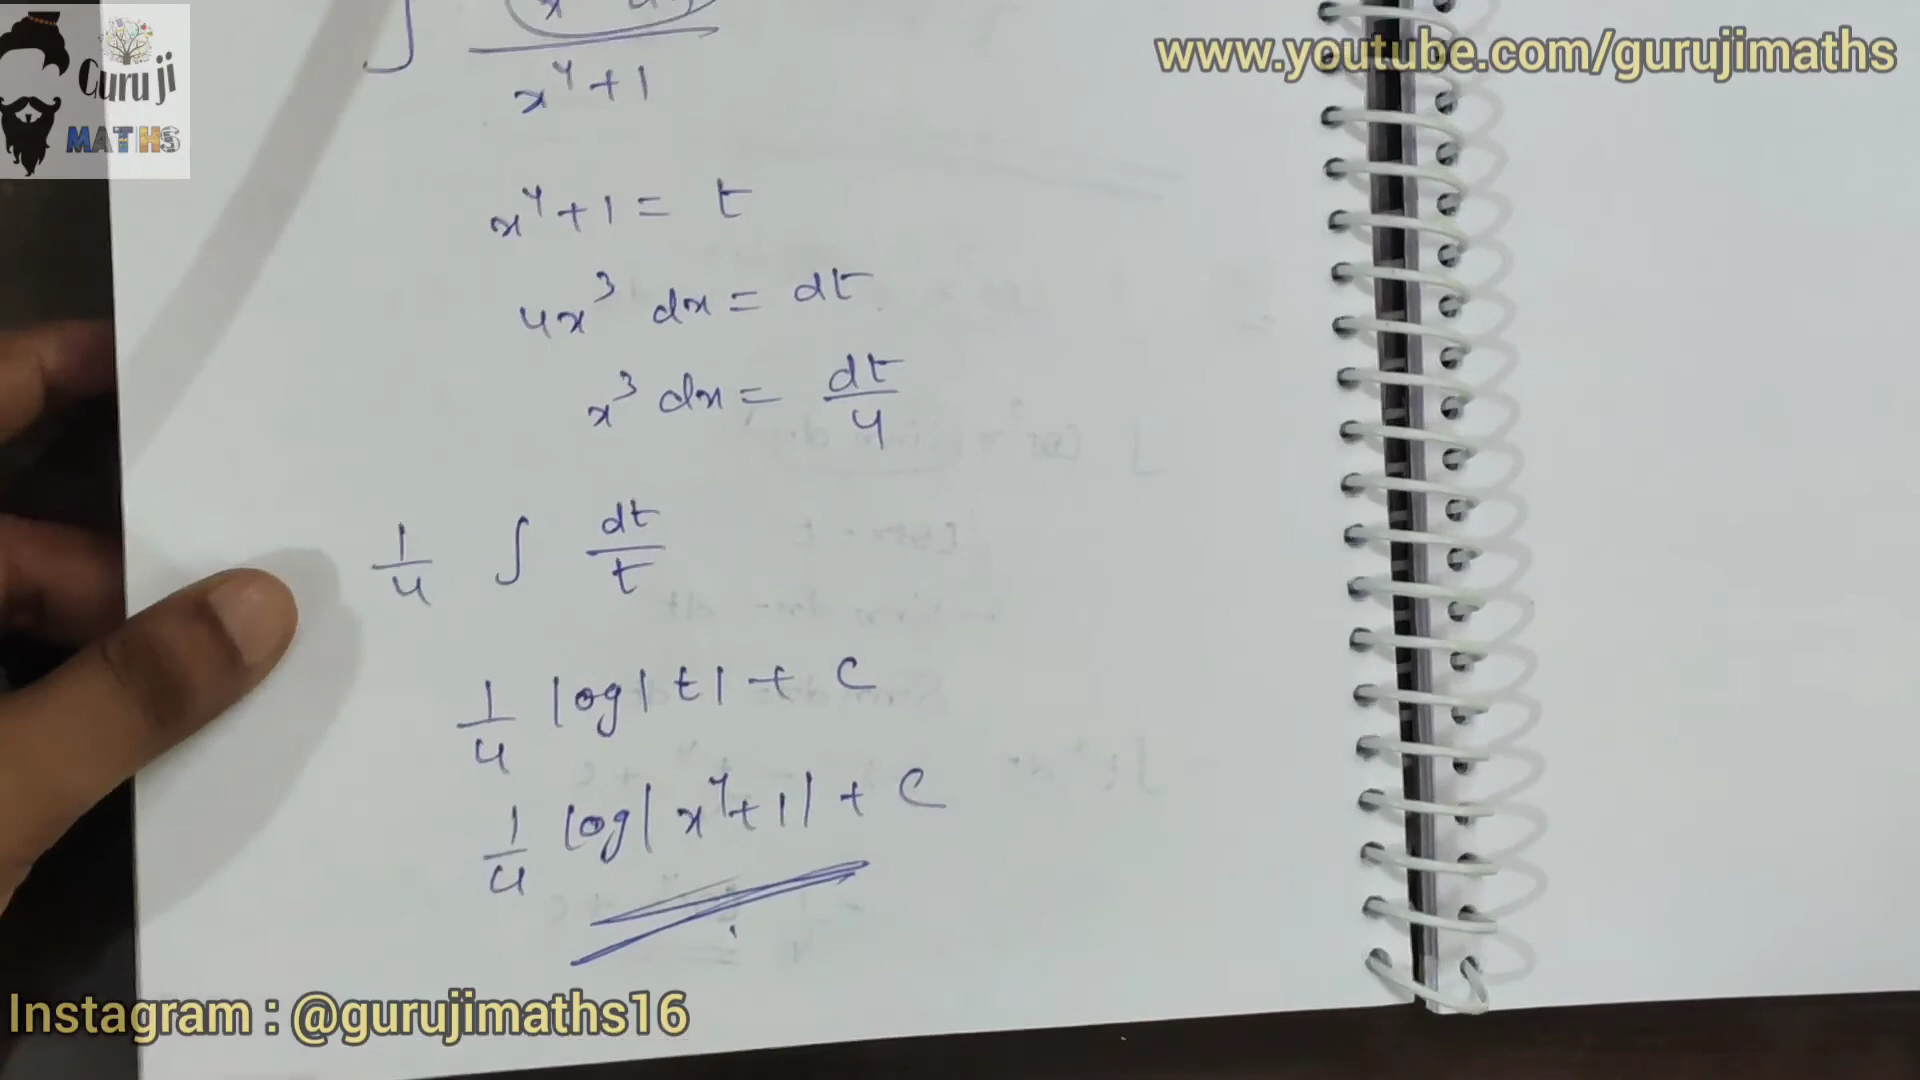 Guru ji
MATHS
www.youtube.com/gurujimaths
∫
x⁴ + 1
x⁴ + 1 = t
4x³ dx = dt
x³ dx = dt/4
1/4 ∫ dt/t
1/4 log|t| + c
1/4 log|x⁴+1| + c
Instagram : @gurujimaths16